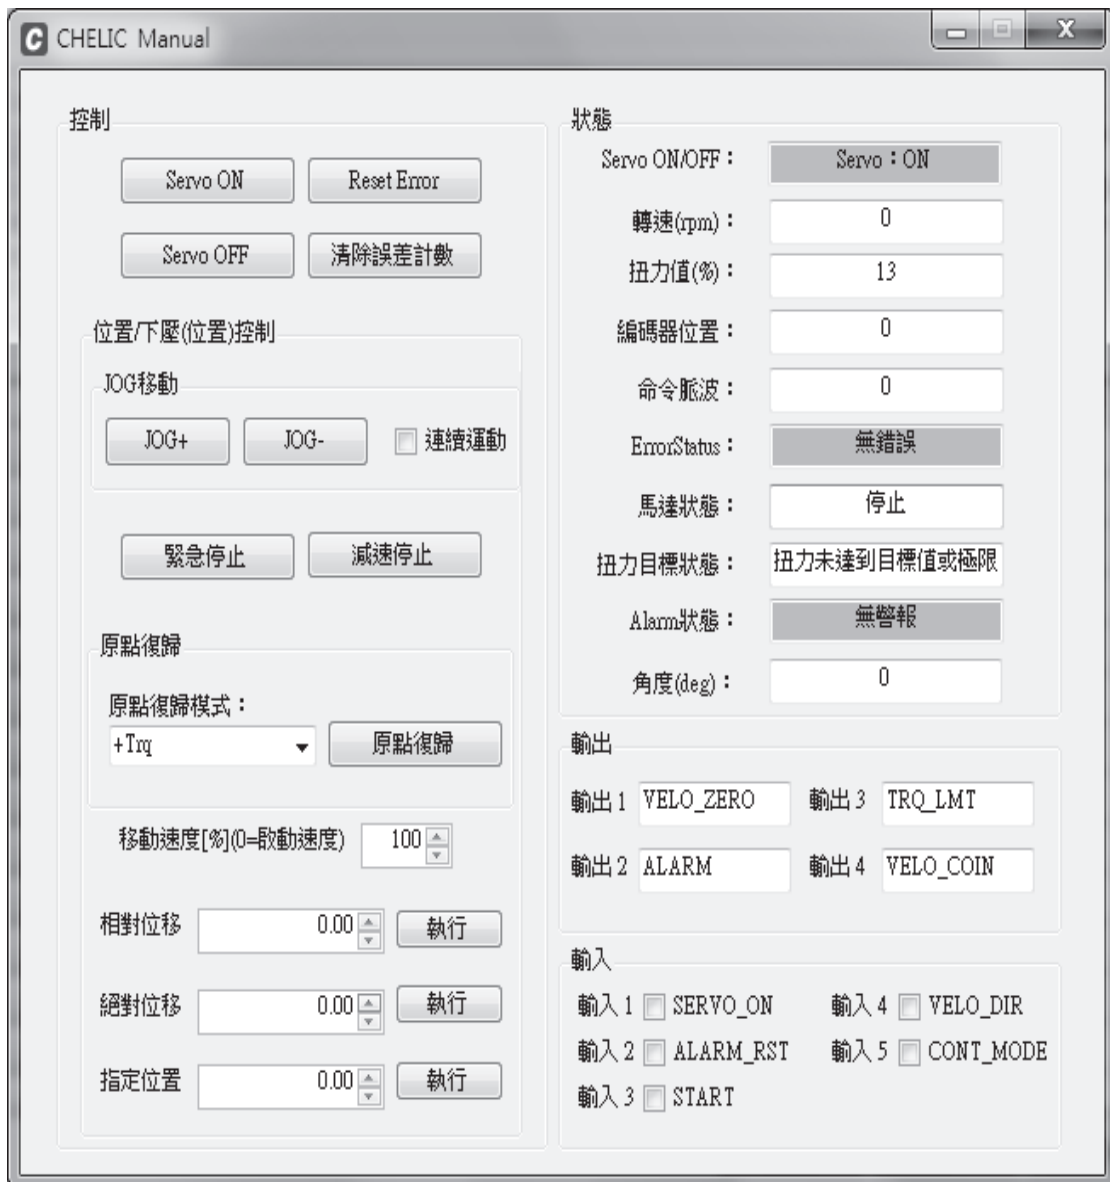 CHELIC Manual
控制
Servo ON
Reset Error
Servo OFF
清除誤差計數
位置/下壓(位置)控制
JOG移動
JOG+
JOG-
連續運動
緊急停止
減速停止
原點復歸
原點復歸模式：
+Trq
原點復歸
移動速度[%](0=啟動速度)
100
相對位移
0.00
執行
絕對位移
0.00
執行
指定位置
0.00
執行
狀態
Servo ON/OFF：
Servo：ON
轉速(rpm)：
0
扭力值(%)：
13
編碼器位置：
0
命令脈波：
0
ErrorStatus：
無錯誤
馬達狀態：
停止
扭力目標狀態：
扭力未達到目標值或極限
Alarm狀態：
無警報
角度(deg)：
0
輸出
輸出 1
VELO_ZERO
輸出 3
TRQ_LMT
輸出 2
ALARM
輸出 4
VELO_COIN
輸入
輸入 1
SERVO_ON
輸入 4
VELO_DIR
輸入 2
ALARM_RST
輸入 5
CONT_MODE
輸入 3
START